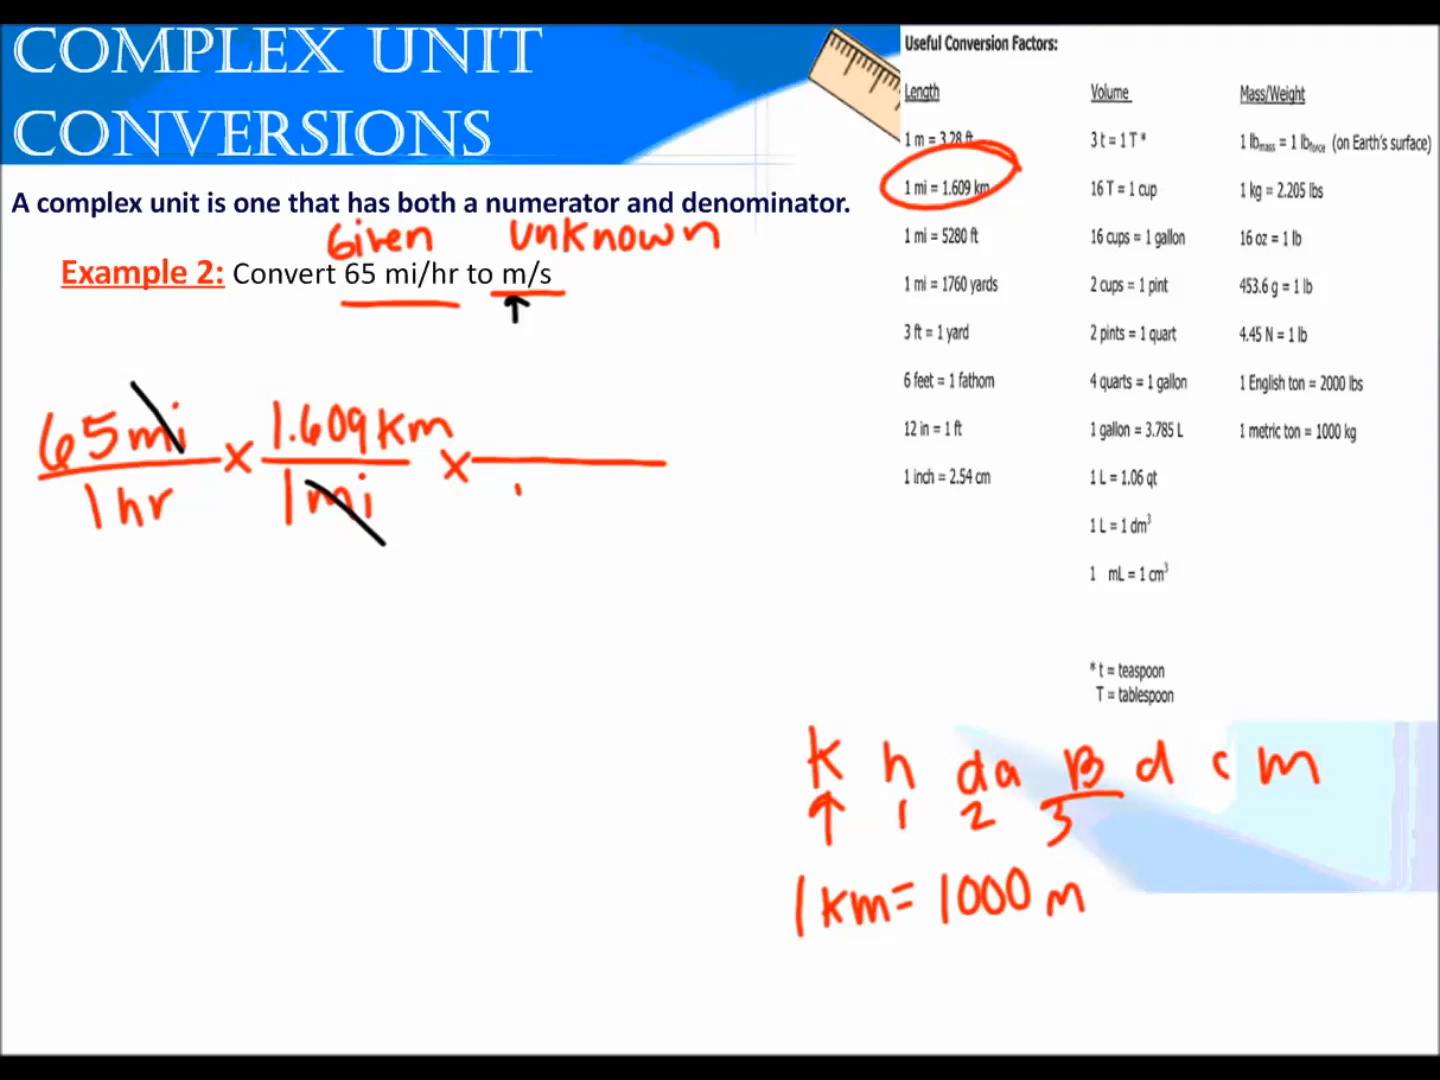 COMPLEX UNIT
CONVERSIONS
A complex unit is one that has both a numerator and denominator.
Given unknown
Example 2: Convert 65 mi/hr to m/s
65 mi / 1 hr × 1.609 km / 1 mi ×
Useful Conversion Factors:
Length
1 m = 3.28 ft
1 mi = 1.609 km
1 mi = 5280 ft
1 mi = 1760 yards
3 ft = 1 yard
6 feet = 1 fathom
12 in = 1 ft
1 inch = 2.54 cm
Volume
3 t = 1 T *
16 T = 1 cup
16 cups = 1 gallon
2 cups = 1 pint
2 pints = 1 quart
4 quarts = 1 gallon
1 gallon = 3.785 L
1 L = 1.06 qt
1 L = 1 dm³
1 mL = 1 cm³
* t = teaspoon
T = tablespoon
Mass/Weight
1 lbmass = 1 lbforce (on Earth's surface)
1 kg = 2.205 lbs
16 oz = 1 lb
453.6 g = 1 lb
4.45 N = 1 lb
1 English ton = 2000 lbs
1 metric ton = 1000 kg
k h da B d c m
1 2 3
1 km = 1000 m